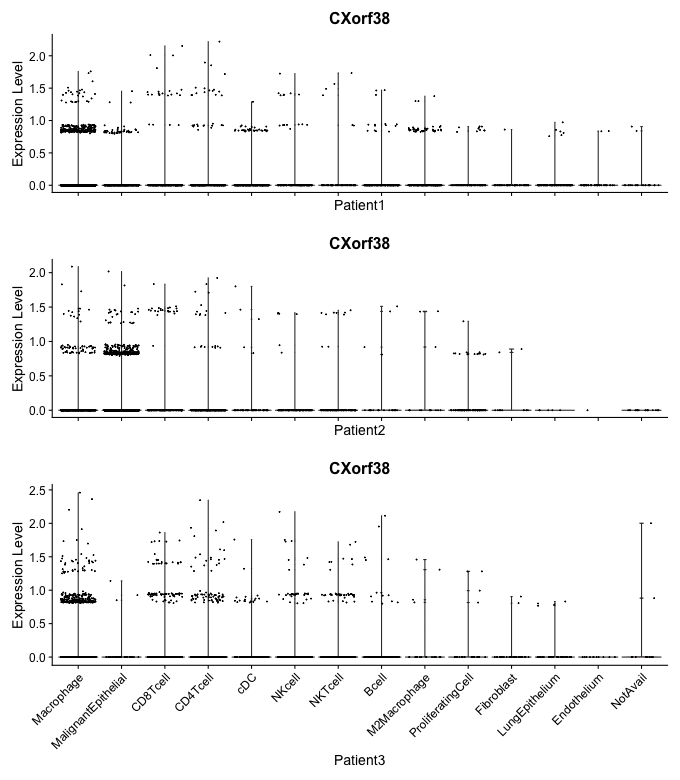 CXorf38
Expression Level
2.0
1.5
1.0
0.5
0.0
Patient1
CXorf38
Expression Level
2.0
1.5
1.0
0.5
0.0
Patient2
CXorf38
Expression Level
2.5
2.0
1.5
1.0
0.5
0.0
Macrophage
MalignantEpithelial
CD8Tcell
CD4Tcell
cDC
NKcell
NKTcell
Bcell
M2Macrophage
ProliferatingCell
Fibroblast
LungEpithelium
Endothelium
NotAvail
Patient3